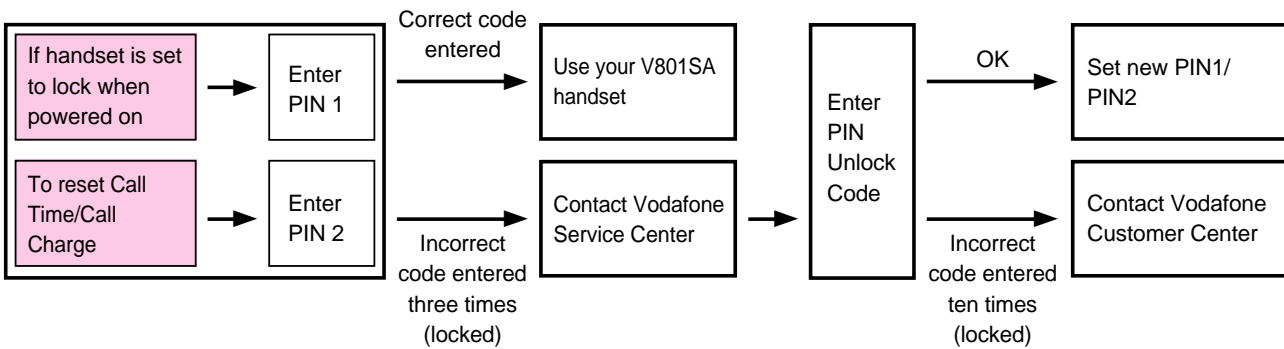 If handset is set
to lock when
powered on
Enter
PIN 1
To reset Call
Time/Call
Charge
Enter
PIN 2
Correct code
entered
Incorrect
code entered
three times
(locked)
Use your V801SA
handset
Contact Vodafone
Service Center
Enter
PIN
Unlock
Code
OK
Incorrect
code entered
ten times
(locked)
Set new PIN1/
PIN2
Contact Vodafone
Customer Center